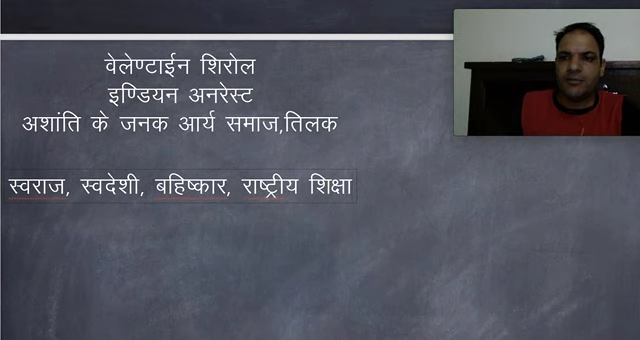 वेलेण्टाईन शिरोल
इण्डियन अनरेस्ट
अशांति के जनक आर्य समाज,तिलक
स्वराज, स्वदेशी, बहिष्कार, राष्ट्रीय शिक्षा